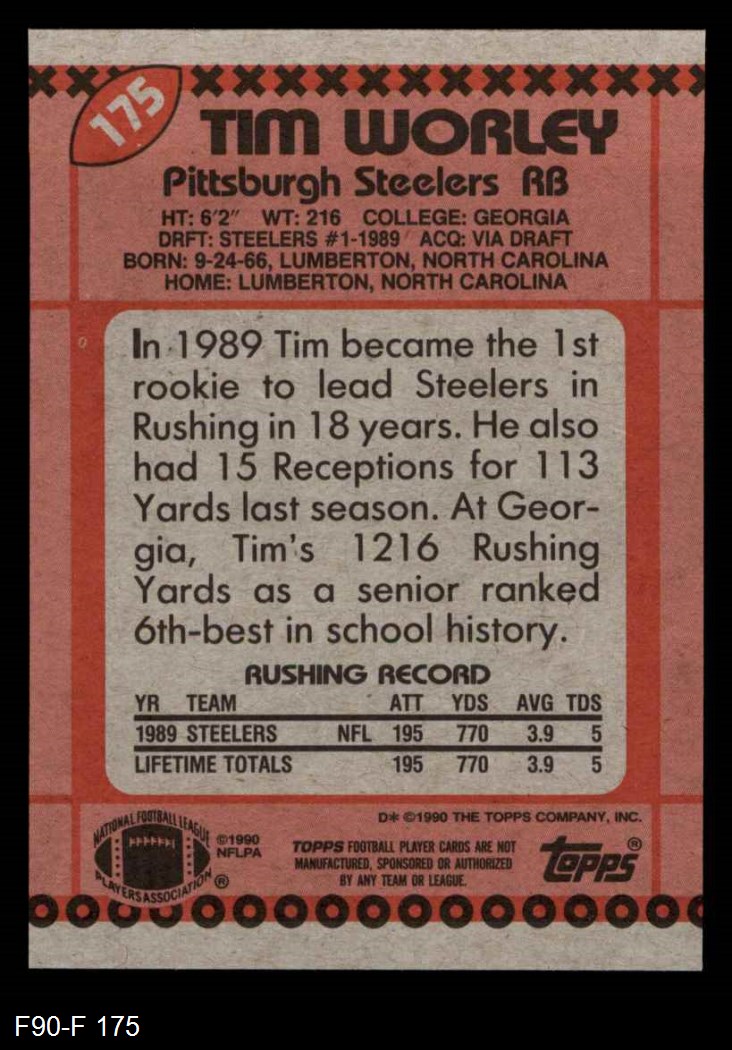 175
TIM WORLEY
Pittsburgh Steelers RB
HT: 6'2" WT: 216 COLLEGE: GEORGIA
DRFT: STEELERS #1-1989 ACQ: VIA DRAFT
BORN: 9-24-66, LUMBERTON, NORTH CAROLINA
HOME: LUMBERTON, NORTH CAROLINA
In 1989 Tim became the 1st
rookie to lead Steelers in
Rushing in 18 years. He also
had 15 Receptions for 113
Yards last season. At Geor-
gia, Tim's 1216 Rushing
Yards as a senior ranked
6th-best in school history.
RUSHING RECORD
YR TEAM ATT YDS AVG TDS
1989 STEELERS NFL 195 770 3.9 5
LIFETIME TOTALS 195 770 3.9 5
D* ©1990 THE TOPPS COMPANY, INC.
NATIONAL FOOTBALL LEAGUE
PLAYERS ASSOCIATION ®
©1990
NFLPA
TOPPS FOOTBALL PLAYER CARDS ARE NOT
MANUFACTURED, SPONSORED OR AUTHORIZED
BY ANY TEAM OR LEAGUE.
topps®
F90-F 175